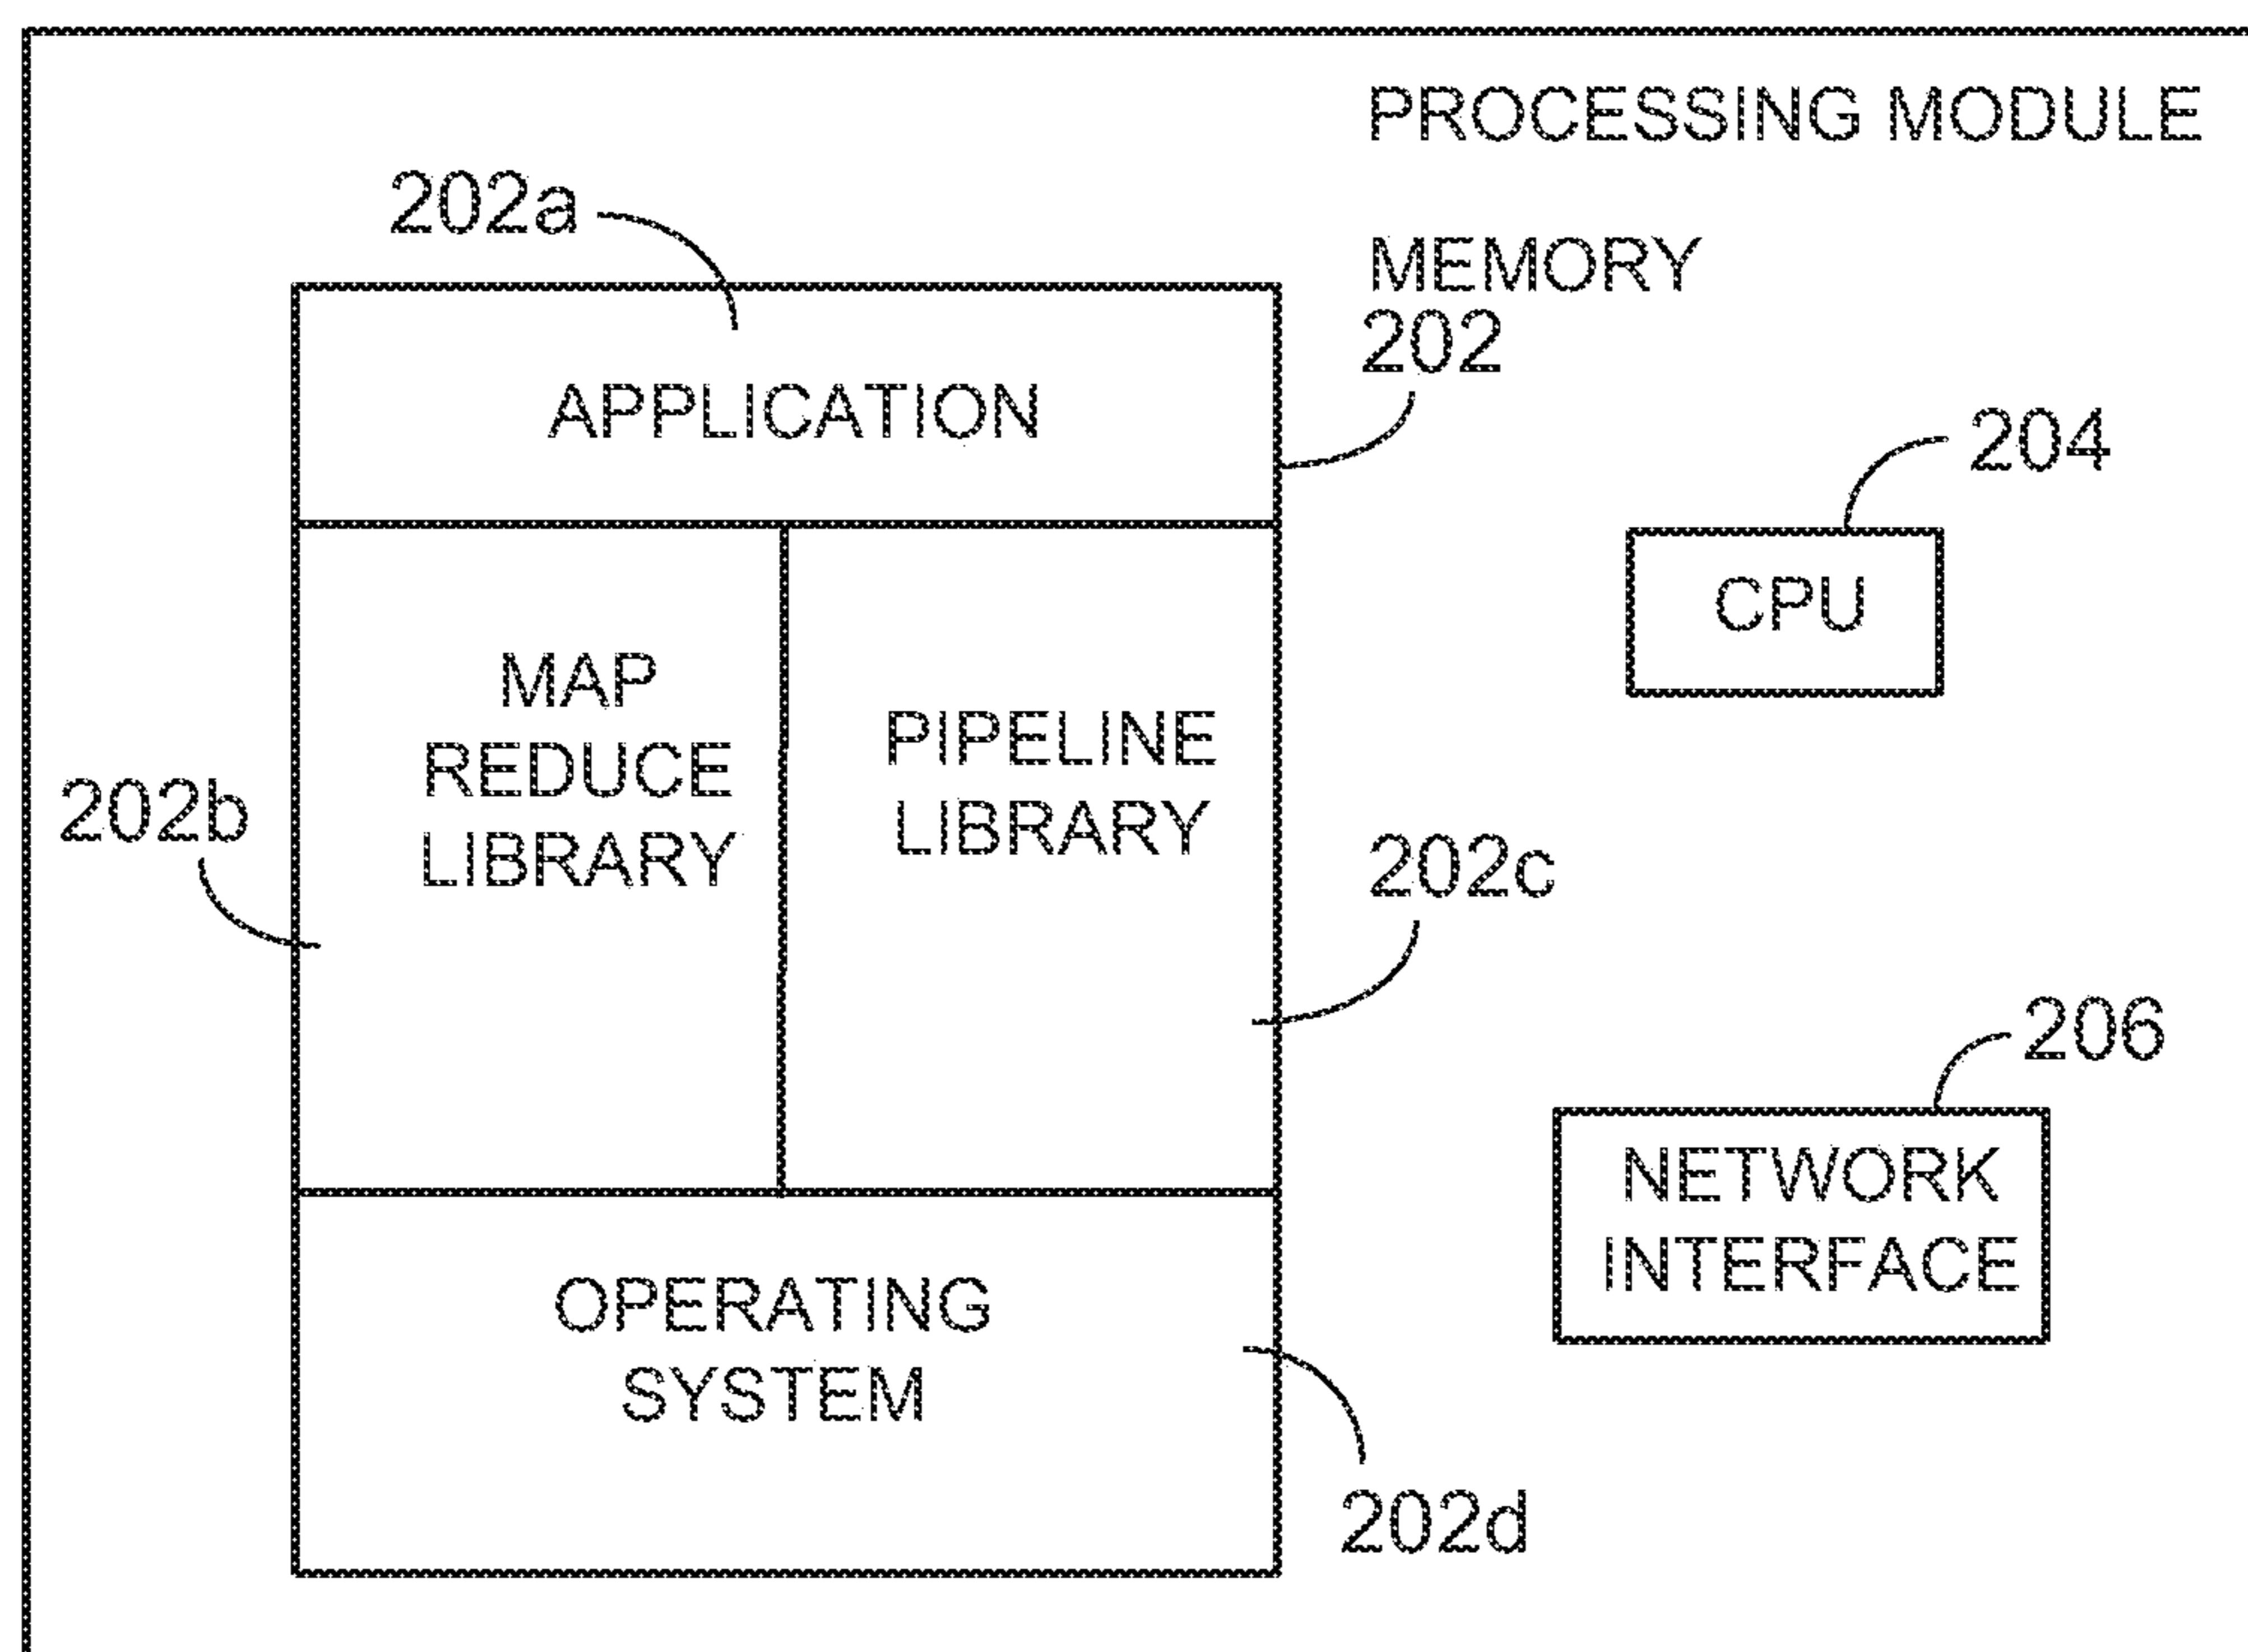 PROCESSING MODULE
202a
MEMORY
202
APPLICATION
204
CPU
MAP
REDUCE
LIBRARY
PIPELINE
LIBRARY
202b
202c
206
NETWORK
INTERFACE
OPERATING
SYSTEM
202d